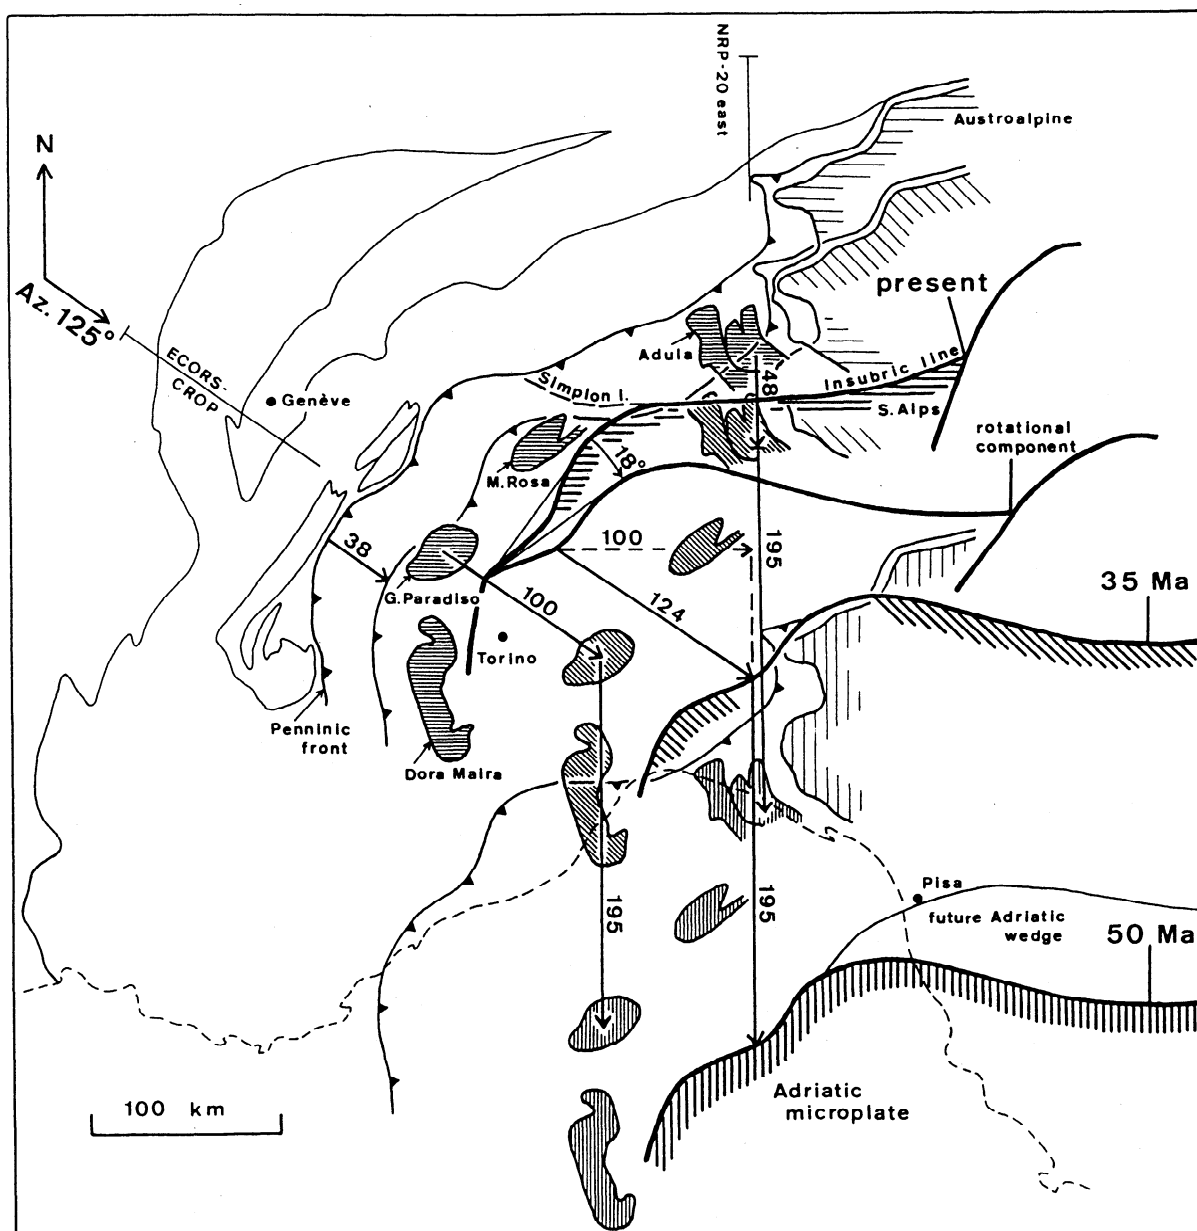 NRP-20 east
Austroalpine
N
Az. 125°
present
ECORS-
CROP
Genève
Adula
Simplon l.
48
insubric line
S. Alps
rotational
component
M. Rosa
18°
38
100
G. Paradiso
100
124
195
35 Ma
Torino
Penninic
front
Dora Maira
195
195
Pisa
future Adriatic
wedge
50 Ma
100 km
Adriatic
microplate